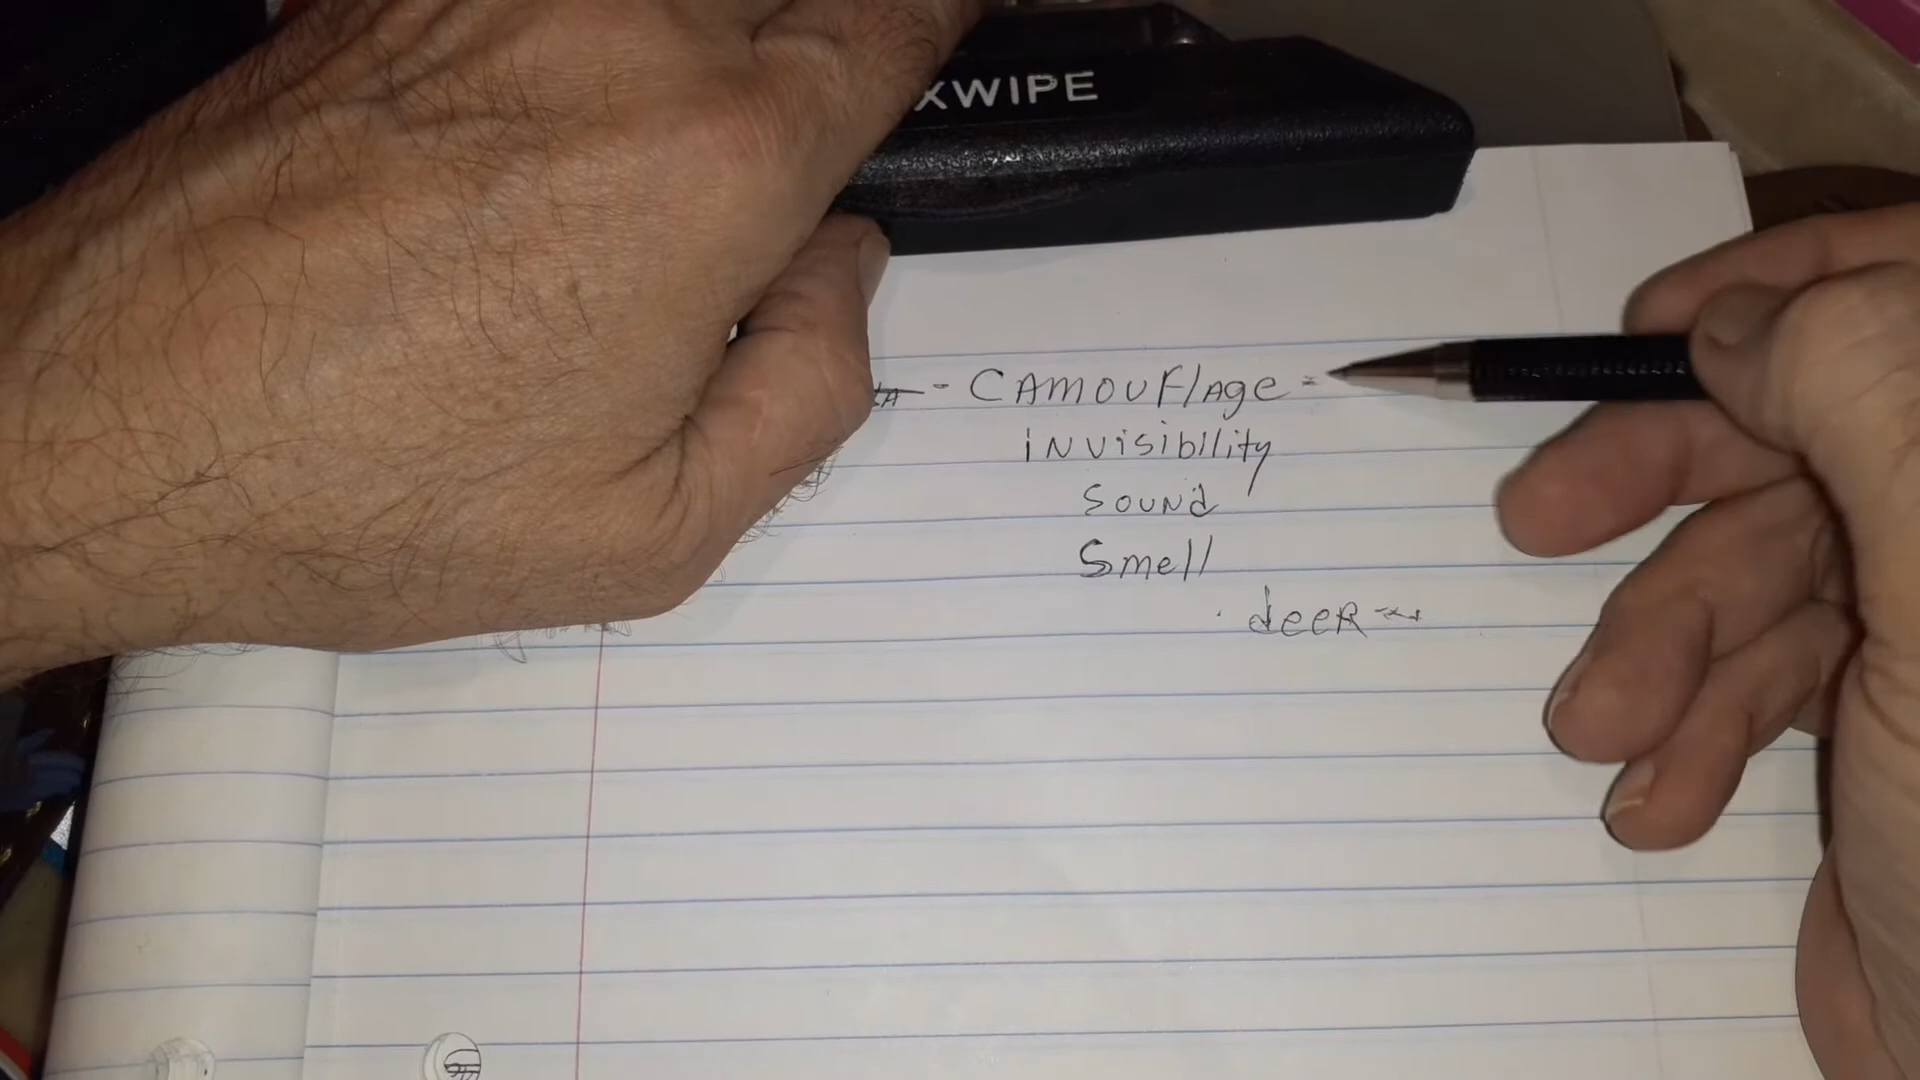 XWIPE
- CAMOUFlAge -
iNVisibility
SOUNd
Smell
deeR